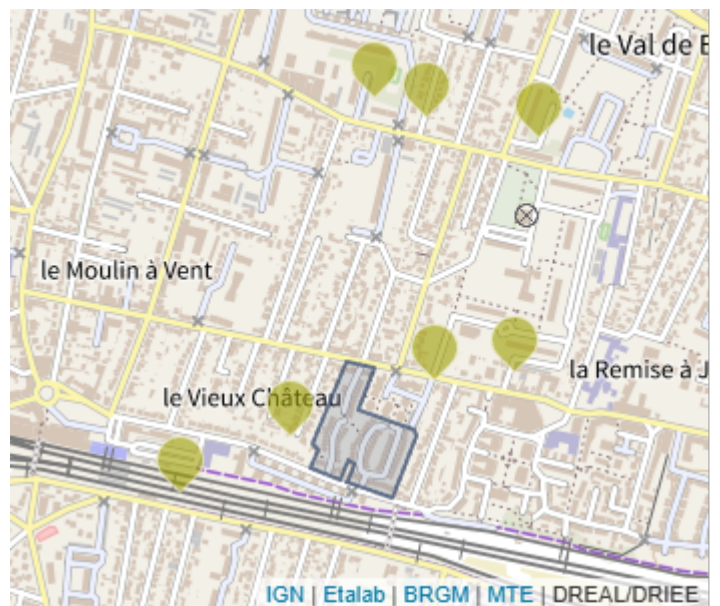 le Val de B
le Moulin à Vent
la Remise à J
le Vieux Château
IGN | Etalab | BRGM | MTE | DREAL/DRIEE